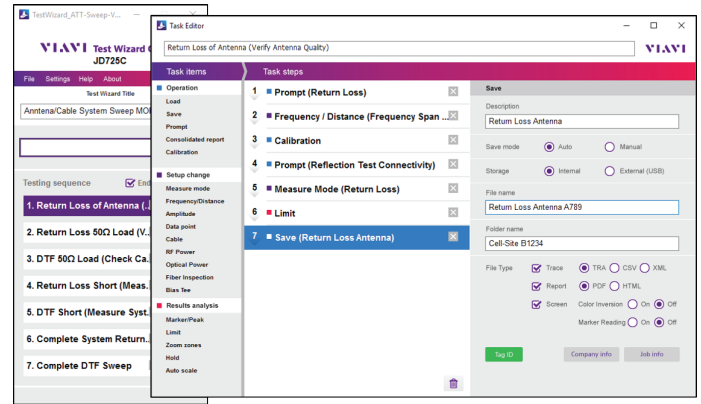 TestWizard_ATT-Sweep-V...
VIAVI Test Wizard
JD725C
File Settings Help About
Test Wizard Title
Anntena/Cable System Sweep MO
Testing sequence
1. Return Loss of Antenna (..
2. Return Loss 50Ω Load (V..
3. DTF 50Ω Load (Check Ca..
4. Return Loss Short (Meas..
5. DTF Short (Measure Syst..
6. Complete System Return..
7. Complete DTF Sweep
Task Editor
Return Loss of Antenna (Verify Antenna Quality)
VIAVI
Task items
Task steps
Operation
Load
Save
Prompt
Consolidated report
Calibration
Setup change
Measure mode
Frequency/Distance
Amplitude
Data point
Cable
RF Power
Optical Power
Fiber Inspection
Bias Tee
Results analysis
Marker/Peak
Limit
Zoom zones
Hold
Auto scale
1 Prompt (Return Loss)
2 Frequency / Distance (Frequency Span ...
3 Calibration
4 Prompt (Reflection Test Connectivity)
5 Measure Mode (Return Loss)
6 Limit
7 Save (Return Loss Antenna)
Save
Description
Return Loss Antenna
Save mode Auto Manual
Storage Internal External (USB)
File name
Return Loss Antenna A789
Folder name
Cell-Site B1234
File Type Trace TRA CSV XML
Report PDF HTML
Screen Color Inversion On Off
Marker Reading On Off
Tag ID Company info Job info